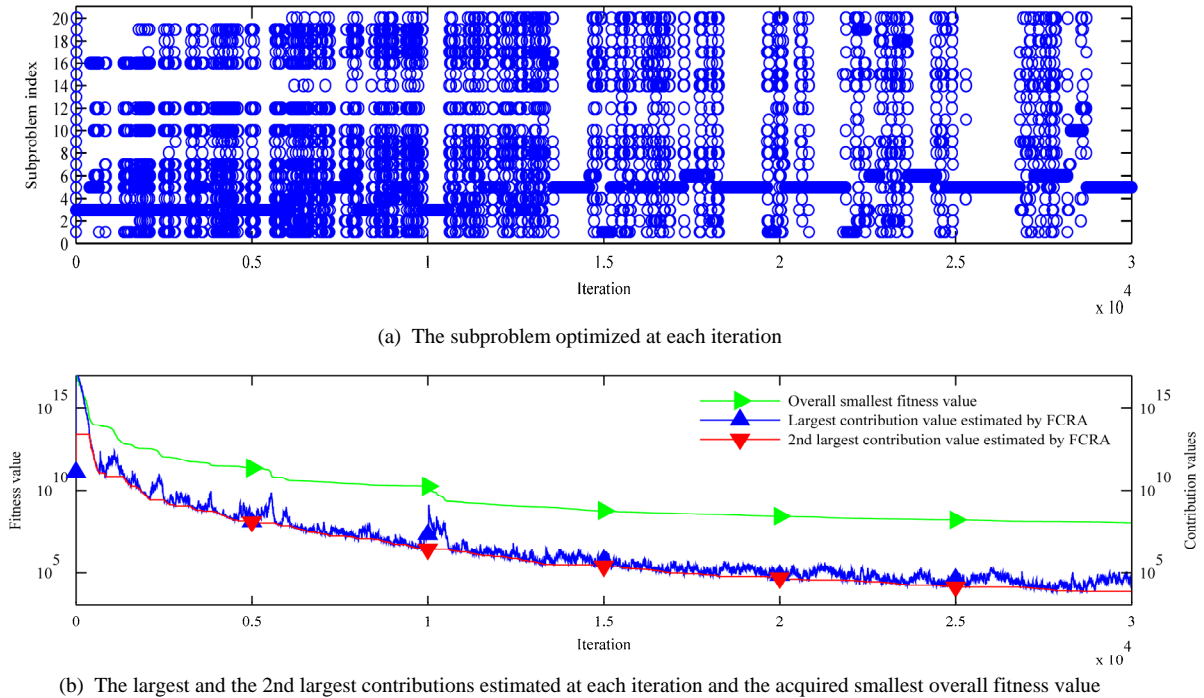 20
18
16
14
12
10
8
6
4
2
0
Subproblem index
0
0.5
1
1.5
2
2.5
3
Iteration
x 10^4
(a) The subproblem optimized at each iteration
10^15
10^10
10^5
Fitness value
Overall smallest fitness value
Largest contribution value estimated by FCRA
2nd largest contribution value estimated by FCRA
10^15
10^10
10^5
Contribution values
0
0.5
1
1.5
2
2.5
3
Iteration
x 10^4
(b) The largest and the 2nd largest contributions estimated at each iteration and the acquired smallest overall fitness value